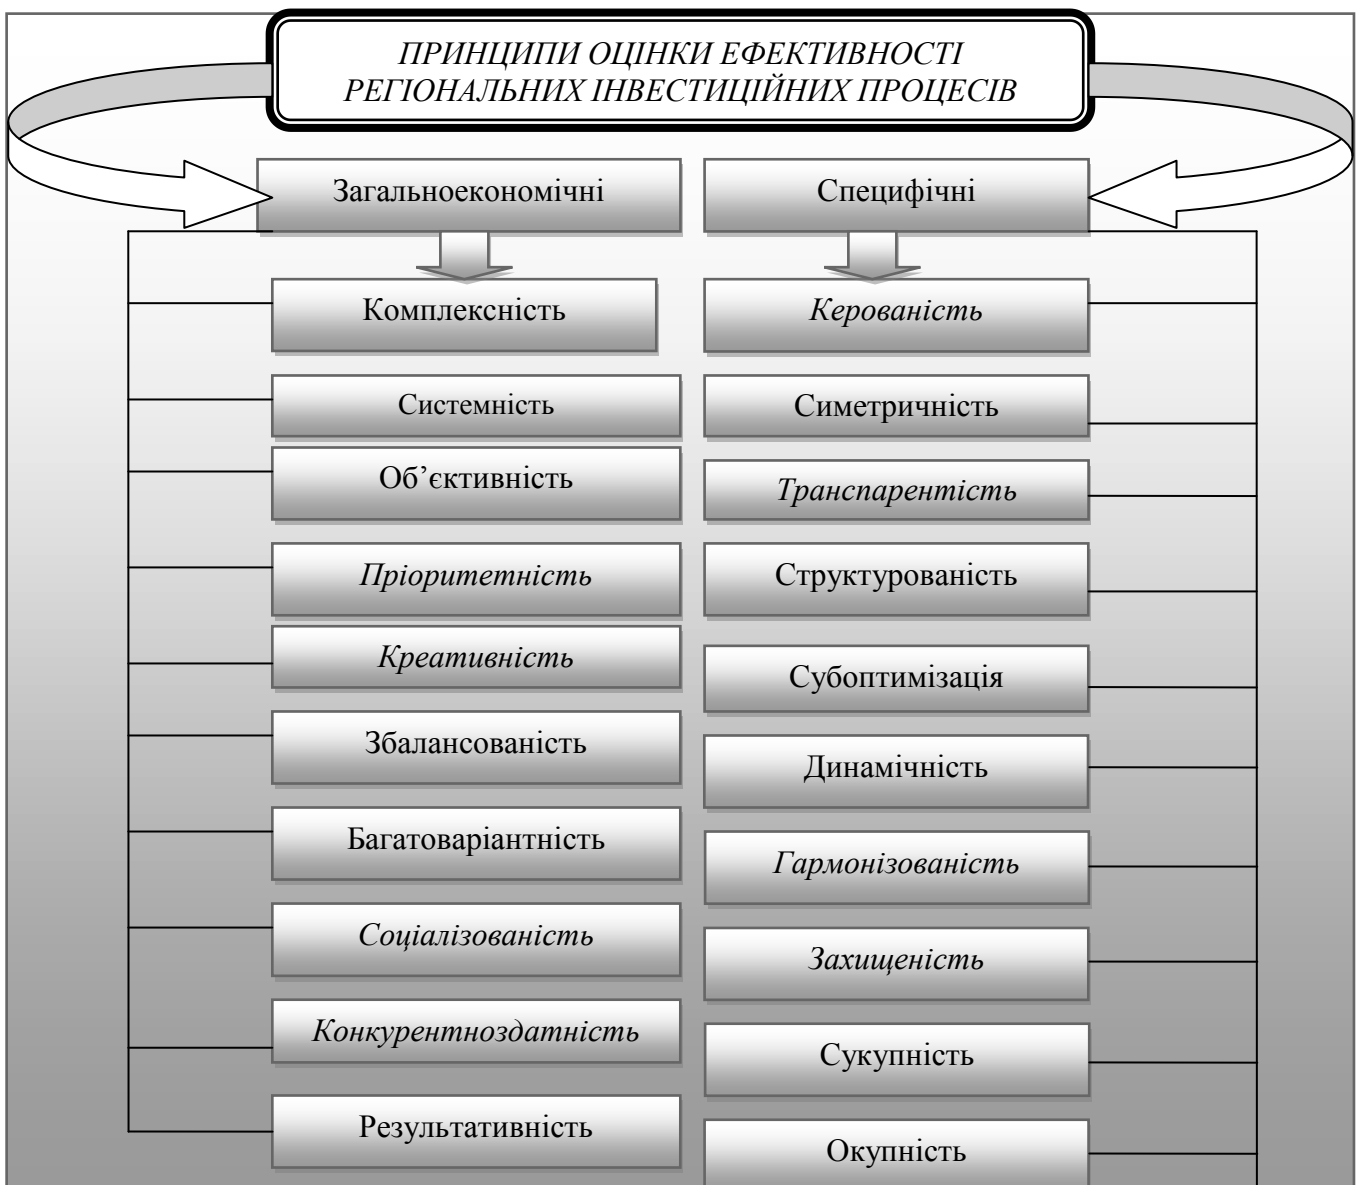 ПРИНЦИПИ ОЦІНКИ ЕФЕКТИВНОСТІ
РЕГІОНАЛЬНИХ ІНВЕСТИЦІЙНИХ ПРОЦЕСІВ
Загальноекономічні
Комплексність
Системність
Об’єктивність
Пріоритетність
Креативність
Збалансованість
Багатоваріантність
Соціалізованість
Конкурентноздатність
Результативність
Специфічні
Керованість
Симетричність
Транспарентість
Структурованість
Субоптимізація
Динамічність
Гармонізованість
Захищеність
Сукупність
Окупність